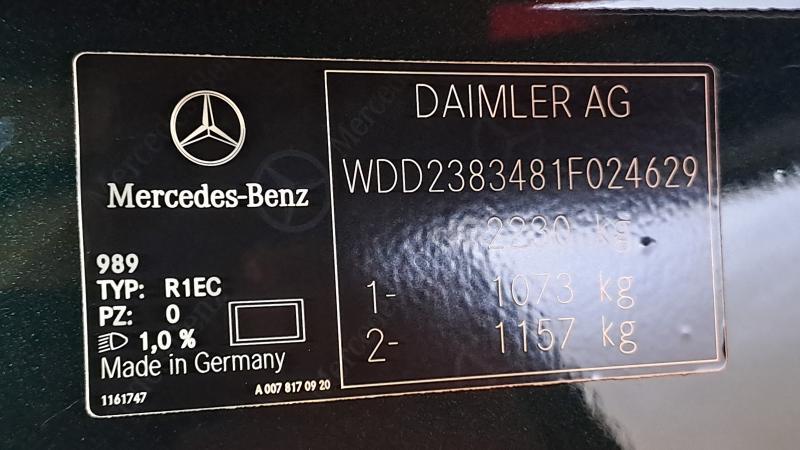 Mercedes-Benz
989
TYP: R1EC
PZ: 0
1,0 %
Made in Germany
1161747
A 007 817 09 20
DAIMLER AG
WDD2383481F024629
2230 kg
1- 1073 kg
2- 1157 kg